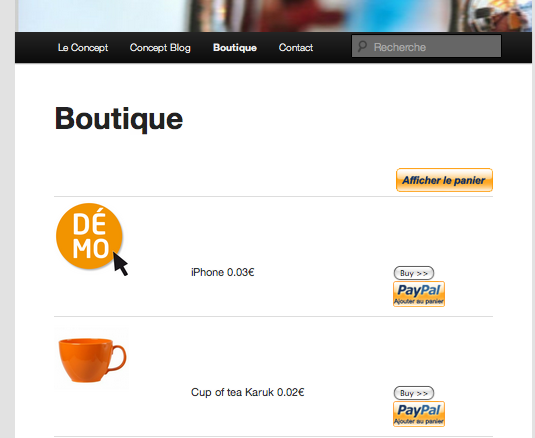 Le Concept Concept Blog Boutique Contact Recherche
Boutique
Afficher le panier
DÉ
MO
iPhone 0.03€
Buy >>
PayPal
Ajouter au panier
Cup of tea Karuk 0.02€
Buy >>
PayPal
Ajouter au panier